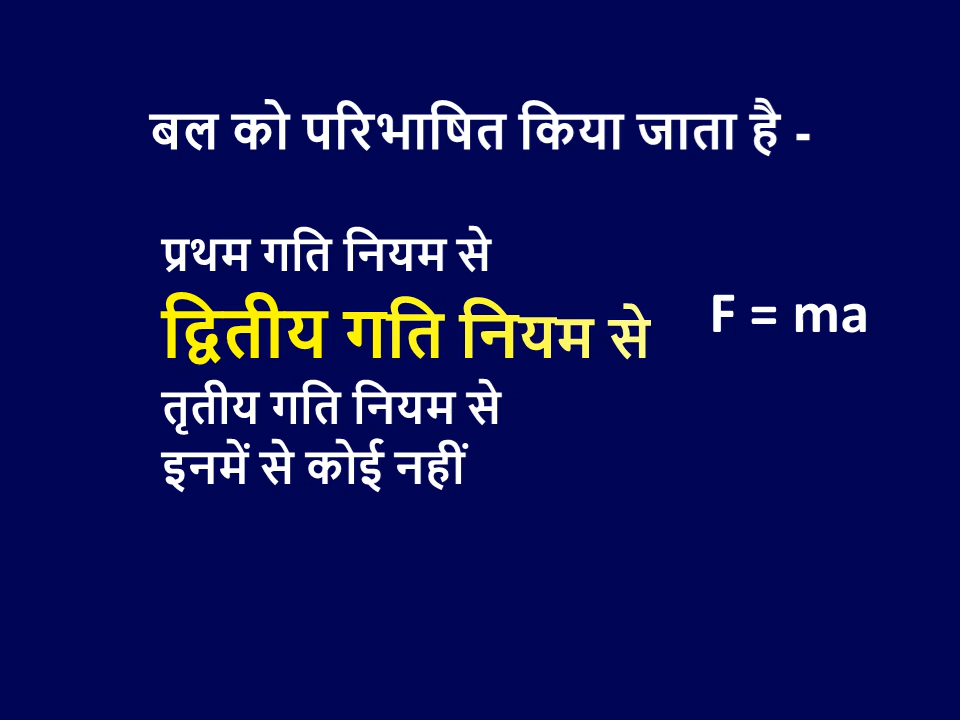 बल को परिभाषित किया जाता है -
प्रथम गति नियम से
द्वितीय गति नियम से
F = ma
तृतीय गति नियम से
इनमें से कोई नहीं